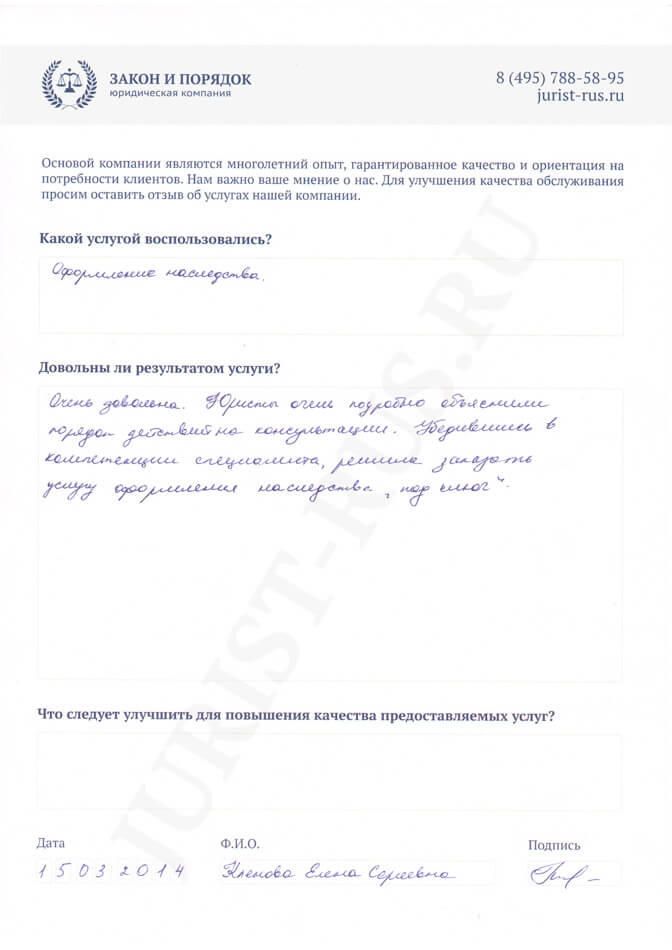 ЗАКОН И ПОРЯДОК
юридическая компания
8 (495) 788-58-95
jurist-rus.ru
Основой компании являются многолетний опыт, гарантированное качество и ориентация на
потребности клиентов. Нам важно ваше мнение о нас. Для улучшения качества обслуживания
просим оставить отзыв об услугах нашей компании.
Какой услугой воспользовались?
Оформление наследства.
Довольны ли результатом услуги?
Очень довольна. Юристы очень подробно объяснили
порядок действий на консультации. Убедившись в
компетенции специалиста, решила заказать
услугу оформления наследства „под ключ“.
Что следует улучшить для повышения качества предоставляемых услуг?
Дата
Ф.И.О.
Подпись
15 03 2014
Кленова Елена Сергеевна
JURIST-RUS.RU